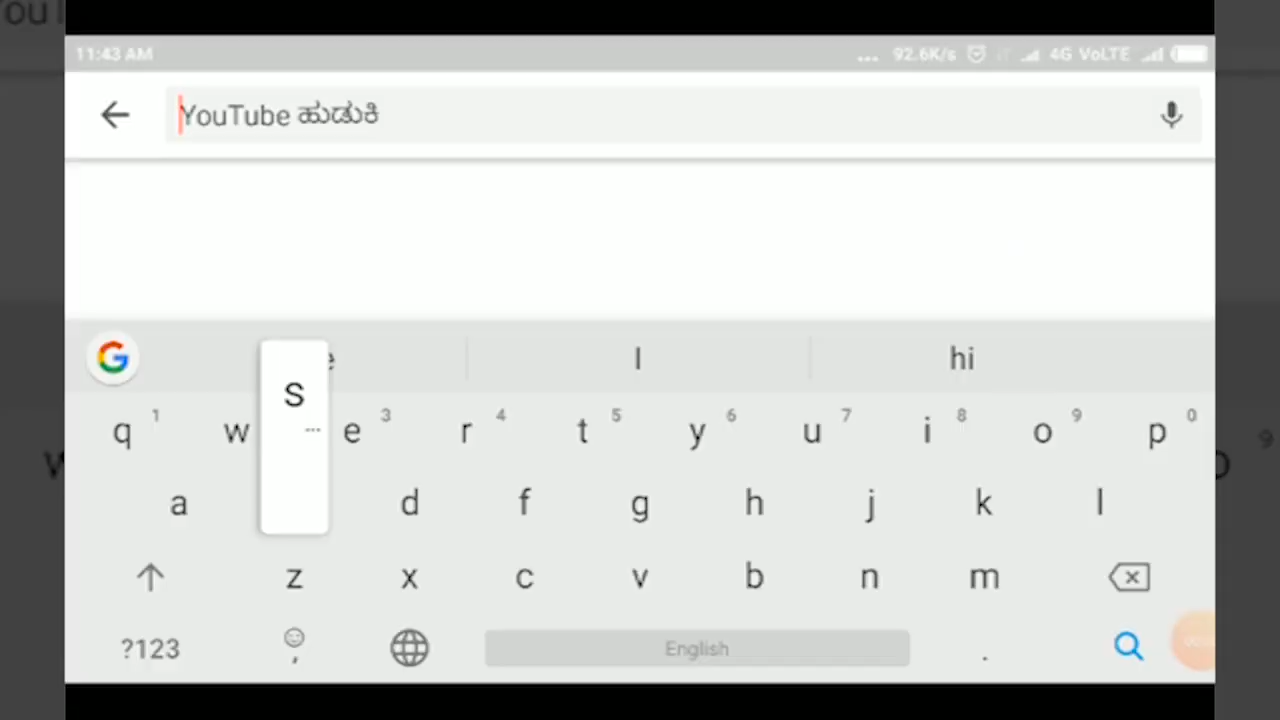 11:43 AM ... 92.6K/s 4G VoLTE
YouTube ಹುಡುಕಿ
I hi
q 1 w e 3 r 4 t 5 y 6 u 7 i 8 o 9 p 0
S
a d f g h j k l
z x c v b n m
?123 , English .